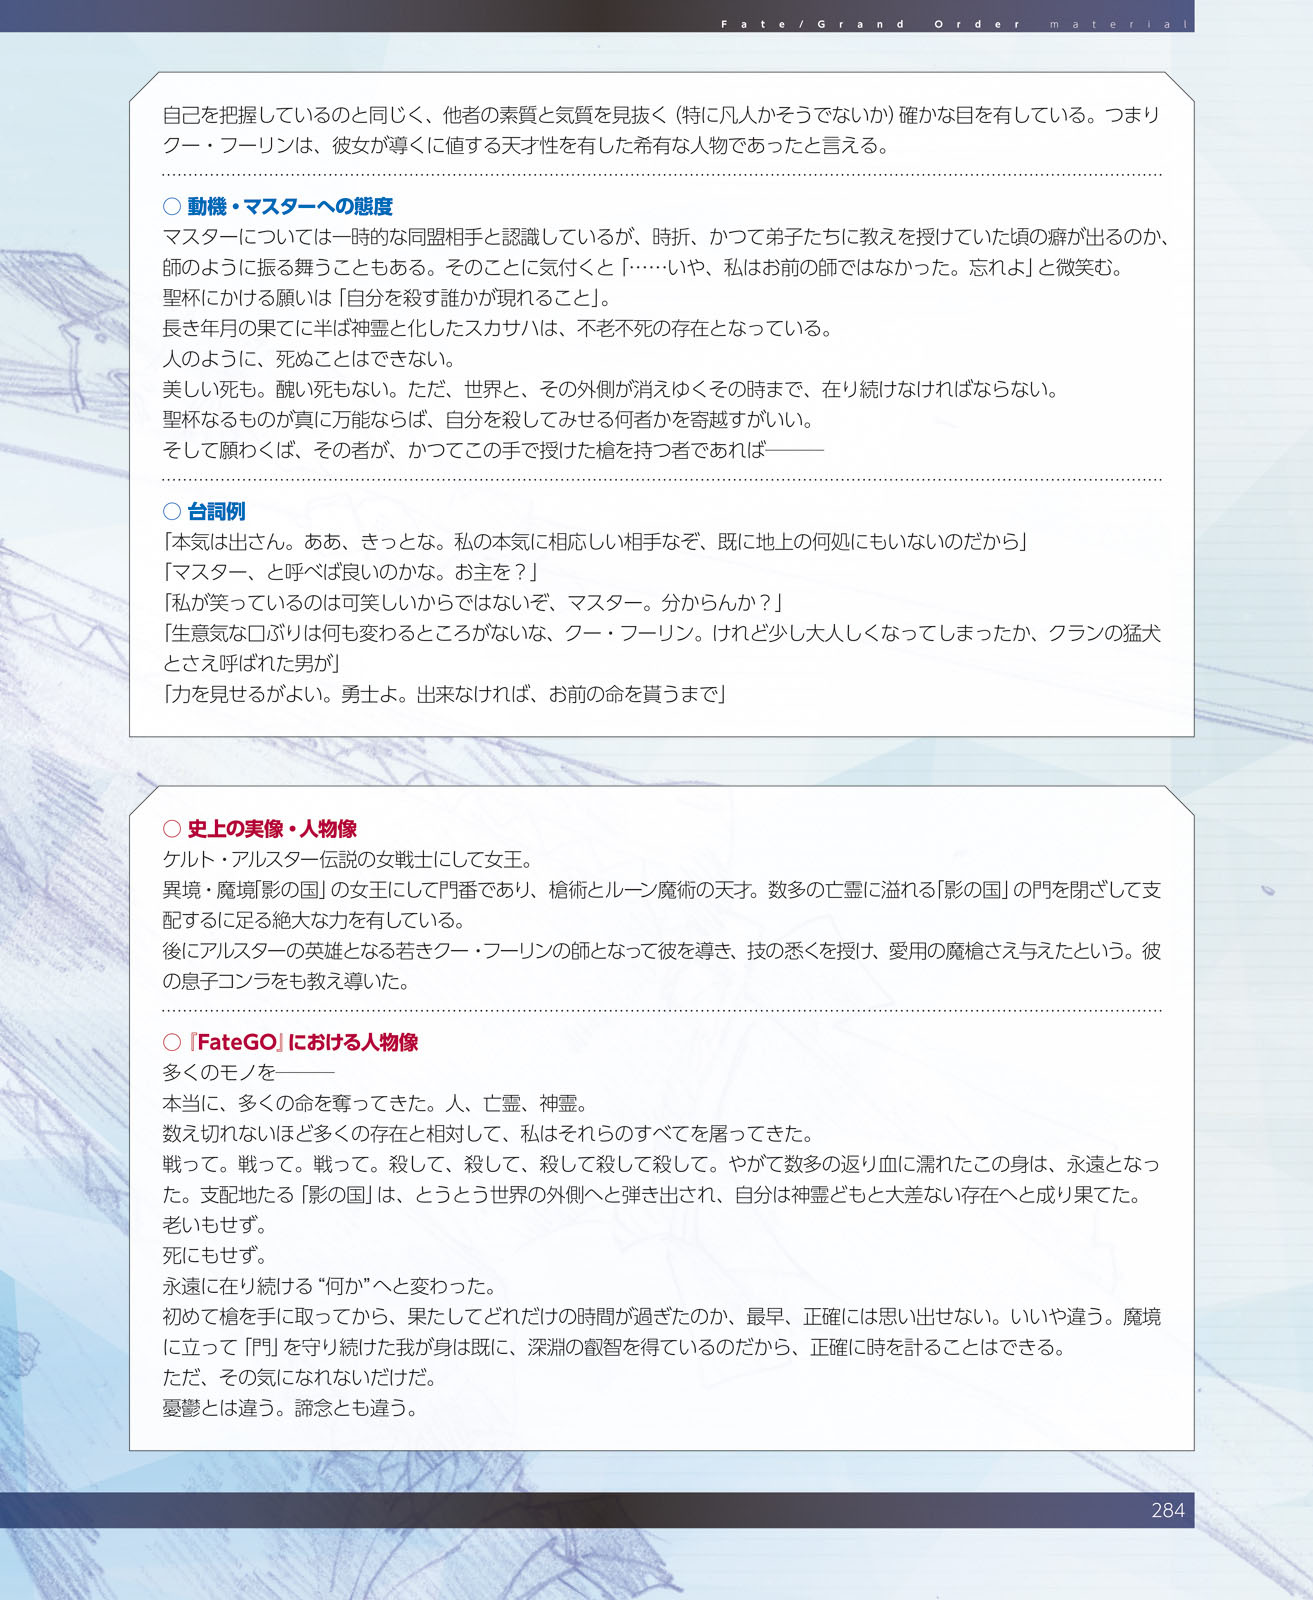 Fate/Grand Order material
自己を把握しているのと同じく、他者の素質と気質を見抜く（特に凡人かそうでないか）確かな目を有している。つまり
クー・フーリンは、彼女が導くに値する天才性を有した希有な人物であったと言える。
○ 動機・マスターへの態度
マスターについては一時的な同盟相手と認識しているが、時折、かつて弟子たちに教えを授けていた頃の癖が出るのか、
師のように振る舞うこともある。そのことに気付くと「……いや、私はお前の師ではなかった。忘れよ」と微笑む。
聖杯にかける願いは「自分を殺す誰かが現れること」。
長き年月の果てに半ば神霊と化したスカサハは、不老不死の存在となっている。
人のように、死ぬことはできない。
美しい死も。醜い死もない。ただ、世界と、その外側が消えゆくその時まで、在り続けなければならない。
聖杯なるものが真に万能ならば、自分を殺してみせる何者かを寄越すがいい。
そして願わくば、その者が、かつてこの手で授けた槍を持つ者であれば―――
○ 台詞例
「本気は出さん。ああ、きっとな。私の本気に相応しい相手なぞ、既に地上の何処にもいないのだから」
「マスター、と呼べば良いのかな。お主を？」
「私が笑っているのは可笑しいからではないぞ、マスター。分からんか？」
「生意気な口ぶりは何も変わるところがないな、クー・フーリン。けれど少し大人しくなってしまったか、クランの猛犬
とさえ呼ばれた男が」
「力を見せるがよい。勇士よ。出来なければ、お前の命を貰うまで」
○ 史上の実像・人物像
ケルト・アルスター伝説の女戦士にして女王。
異境・魔境「影の国」の女王にして門番であり、槍術とルーン魔術の天才。数多の亡霊に溢れる「影の国」の門を閉ざして支
配するに足る絶大な力を有している。
後にアルスターの英雄となる若きクー・フーリンの師となって彼を導き、技の悉くを授け、愛用の魔槍さえ与えたという。彼
の息子コンラをも教え導いた。
○ 『FateGO』における人物像
多くのモノを―――
本当に、多くの命を奪ってきた。人、亡霊、神霊。
数え切れないほど多くの存在と相対して、私はそれらのすべてを屠ってきた。
戦って。戦って。戦って。殺して、殺して、殺して殺して殺して。やがて数多の返り血に濡れたこの身は、永遠となっ
た。支配地たる「影の国」は、とうとう世界の外側へと弾き出され、自分は神霊どもと大差ない存在へと成り果てた。
老いもせず。
死にもせず。
永遠に在り続ける“何か”へと変わった。
初めて槍を手に取ってから、果たしてどれだけの時間が過ぎたのか、最早、正確には思い出せない。いいや違う。魔境
に立って「門」を守り続けた我が身は既に、深淵の叡智を得ているのだから、正確に時を計ることはできる。
ただ、その気になれないだけだ。
憂鬱とは違う。諦念とも違う。
284